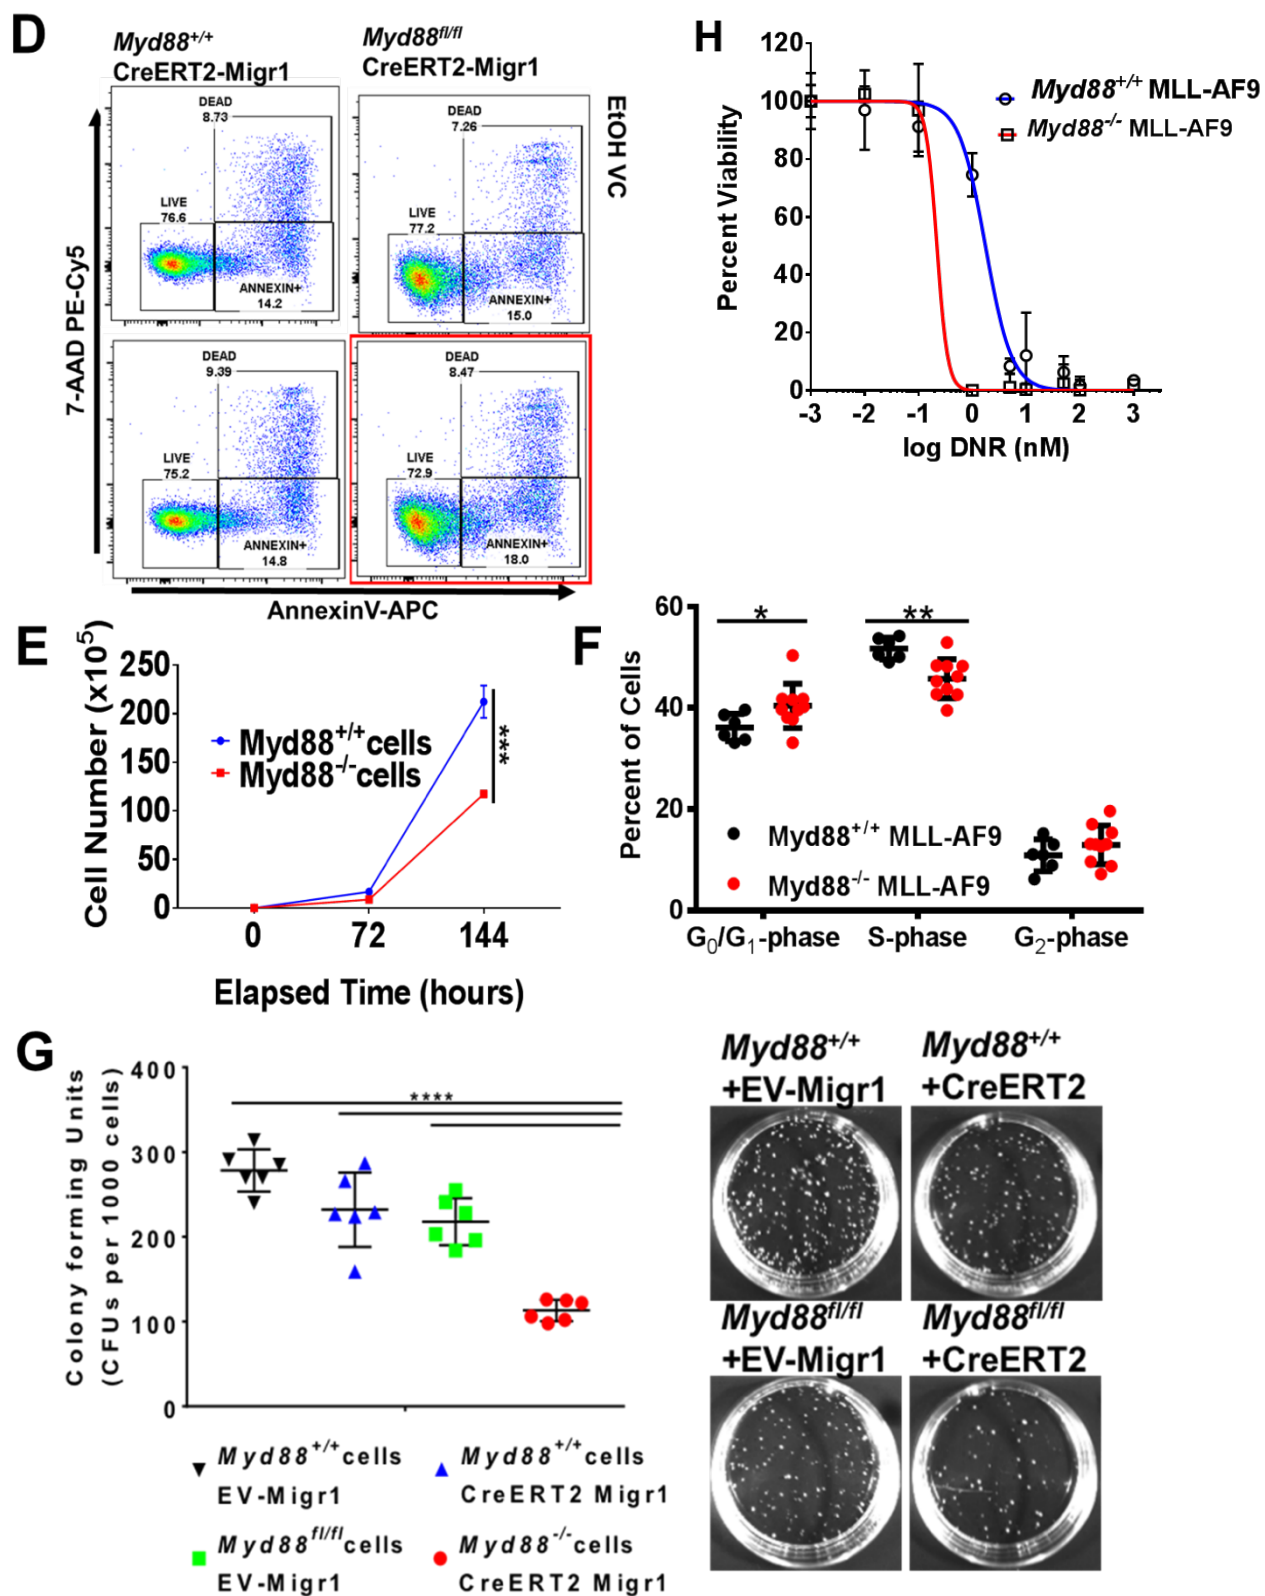 D
Myd88+/+
CreERT2-Migr1
Myd88fl/fl
CreERT2-Migr1
EtOH VC
7-AAD PE-Cy5
DEAD
8.73
LIVE
76.6
ANNEXIN+
14.2
DEAD
7.26
LIVE
77.2
ANNEXIN+
15.0
DEAD
9.39
LIVE
75.2
ANNEXIN+
14.8
DEAD
8.47
LIVE
72.9
ANNEXIN+
18.0
AnnexinV-APC
H
Percent Viability
120
100
80
60
40
20
0
-3 -2 -1 0 1 2 3
log DNR (nM)
Myd88+/+ MLL-AF9
Myd88-/- MLL-AF9
E
Cell Number (x10^5)
250
200
150
100
50
0
0 72 144
Elapsed Time (hours)
Myd88+/+cells
Myd88-/-cells
***
F
Percent of Cells
60
40
20
0
*
**
Myd88+/+ MLL-AF9
Myd88-/- MLL-AF9
G0/G1-phase S-phase G2-phase
G
Colony forming Units
(CFUs per 1000 cells)
400
300
200
100
0
****
Myd88+/+cells
EV-Migr1
Myd88+/+cells
CreERT2 Migr1
Myd88fl/flcells
EV-Migr1
Myd88-/-cells
CreERT2 Migr1
Myd88+/+
+EV-Migr1
Myd88+/+
+CreERT2
Myd88fl/fl
+EV-Migr1
Myd88fl/fl
+CreERT2